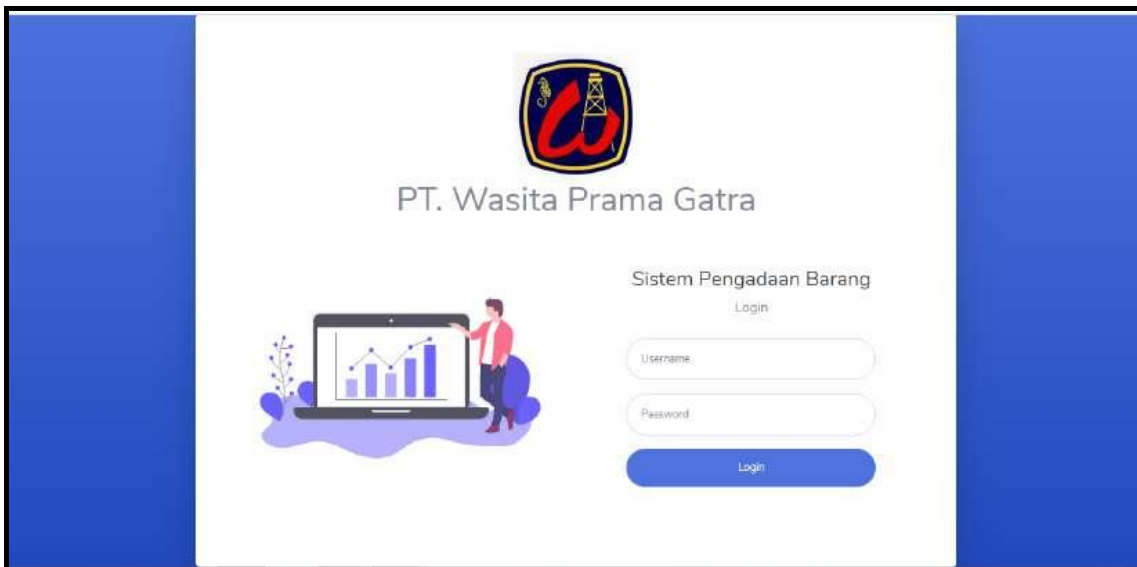 PT. Wasita Prama Gatra
Sistem Pengadaan Barang
Login
Username
Password
Login